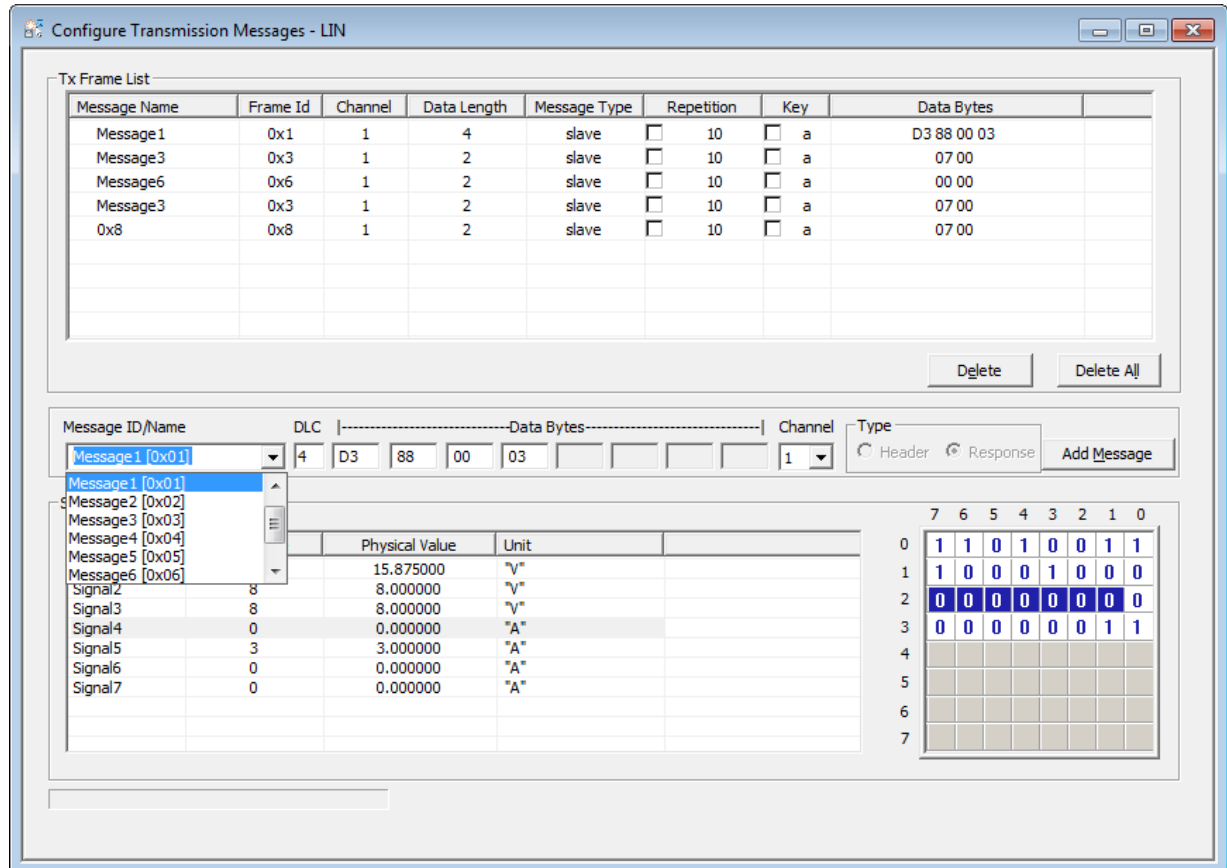 Configure Transmission Messages - LIN
Tx Frame List
Message Name Frame Id Channel Data Length Message Type Repetition Key Data Bytes
Message1 0x1 1 4 slave 10 a D3 88 00 03
Message3 0x3 1 2 slave 10 a 07 00
Message6 0x6 1 2 slave 10 a 00 00
Message3 0x3 1 2 slave 10 a 07 00
0x8 0x8 1 2 slave 10 a 07 00
Delete Delete All
Message ID/Name DLC |-----------------------------Data Bytes------------------------------| Channel Type
Message1 [0x01] 4 D3 88 00 03 1 Header Response Add Message
Message1 [0x01]
Message2 [0x02]
Message3 [0x03]
Message4 [0x04]
Message5 [0x05]
Message6 [0x06]
7 6 5 4 3 2 1 0
Physical Value Unit
15.875000 "V"
Signal2 8 8.000000 "V"
Signal3 8 8.000000 "V"
Signal4 0 0.000000 "A"
Signal5 3 3.000000 "A"
Signal6 0 0.000000 "A"
Signal7 0 0.000000 "A"
0 1 1 0 1 0 0 1 1
1 1 0 0 0 1 0 0 0
2 0 0 0 0 0 0 0 0
3 0 0 0 0 0 0 1 1
4
5
6
7